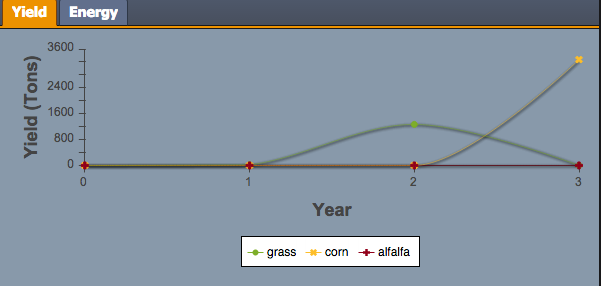 Yield Energy
Yield (Tons)
3600
2400
1600
800
0
0 1 2 3
Year
grass corn alfalfa